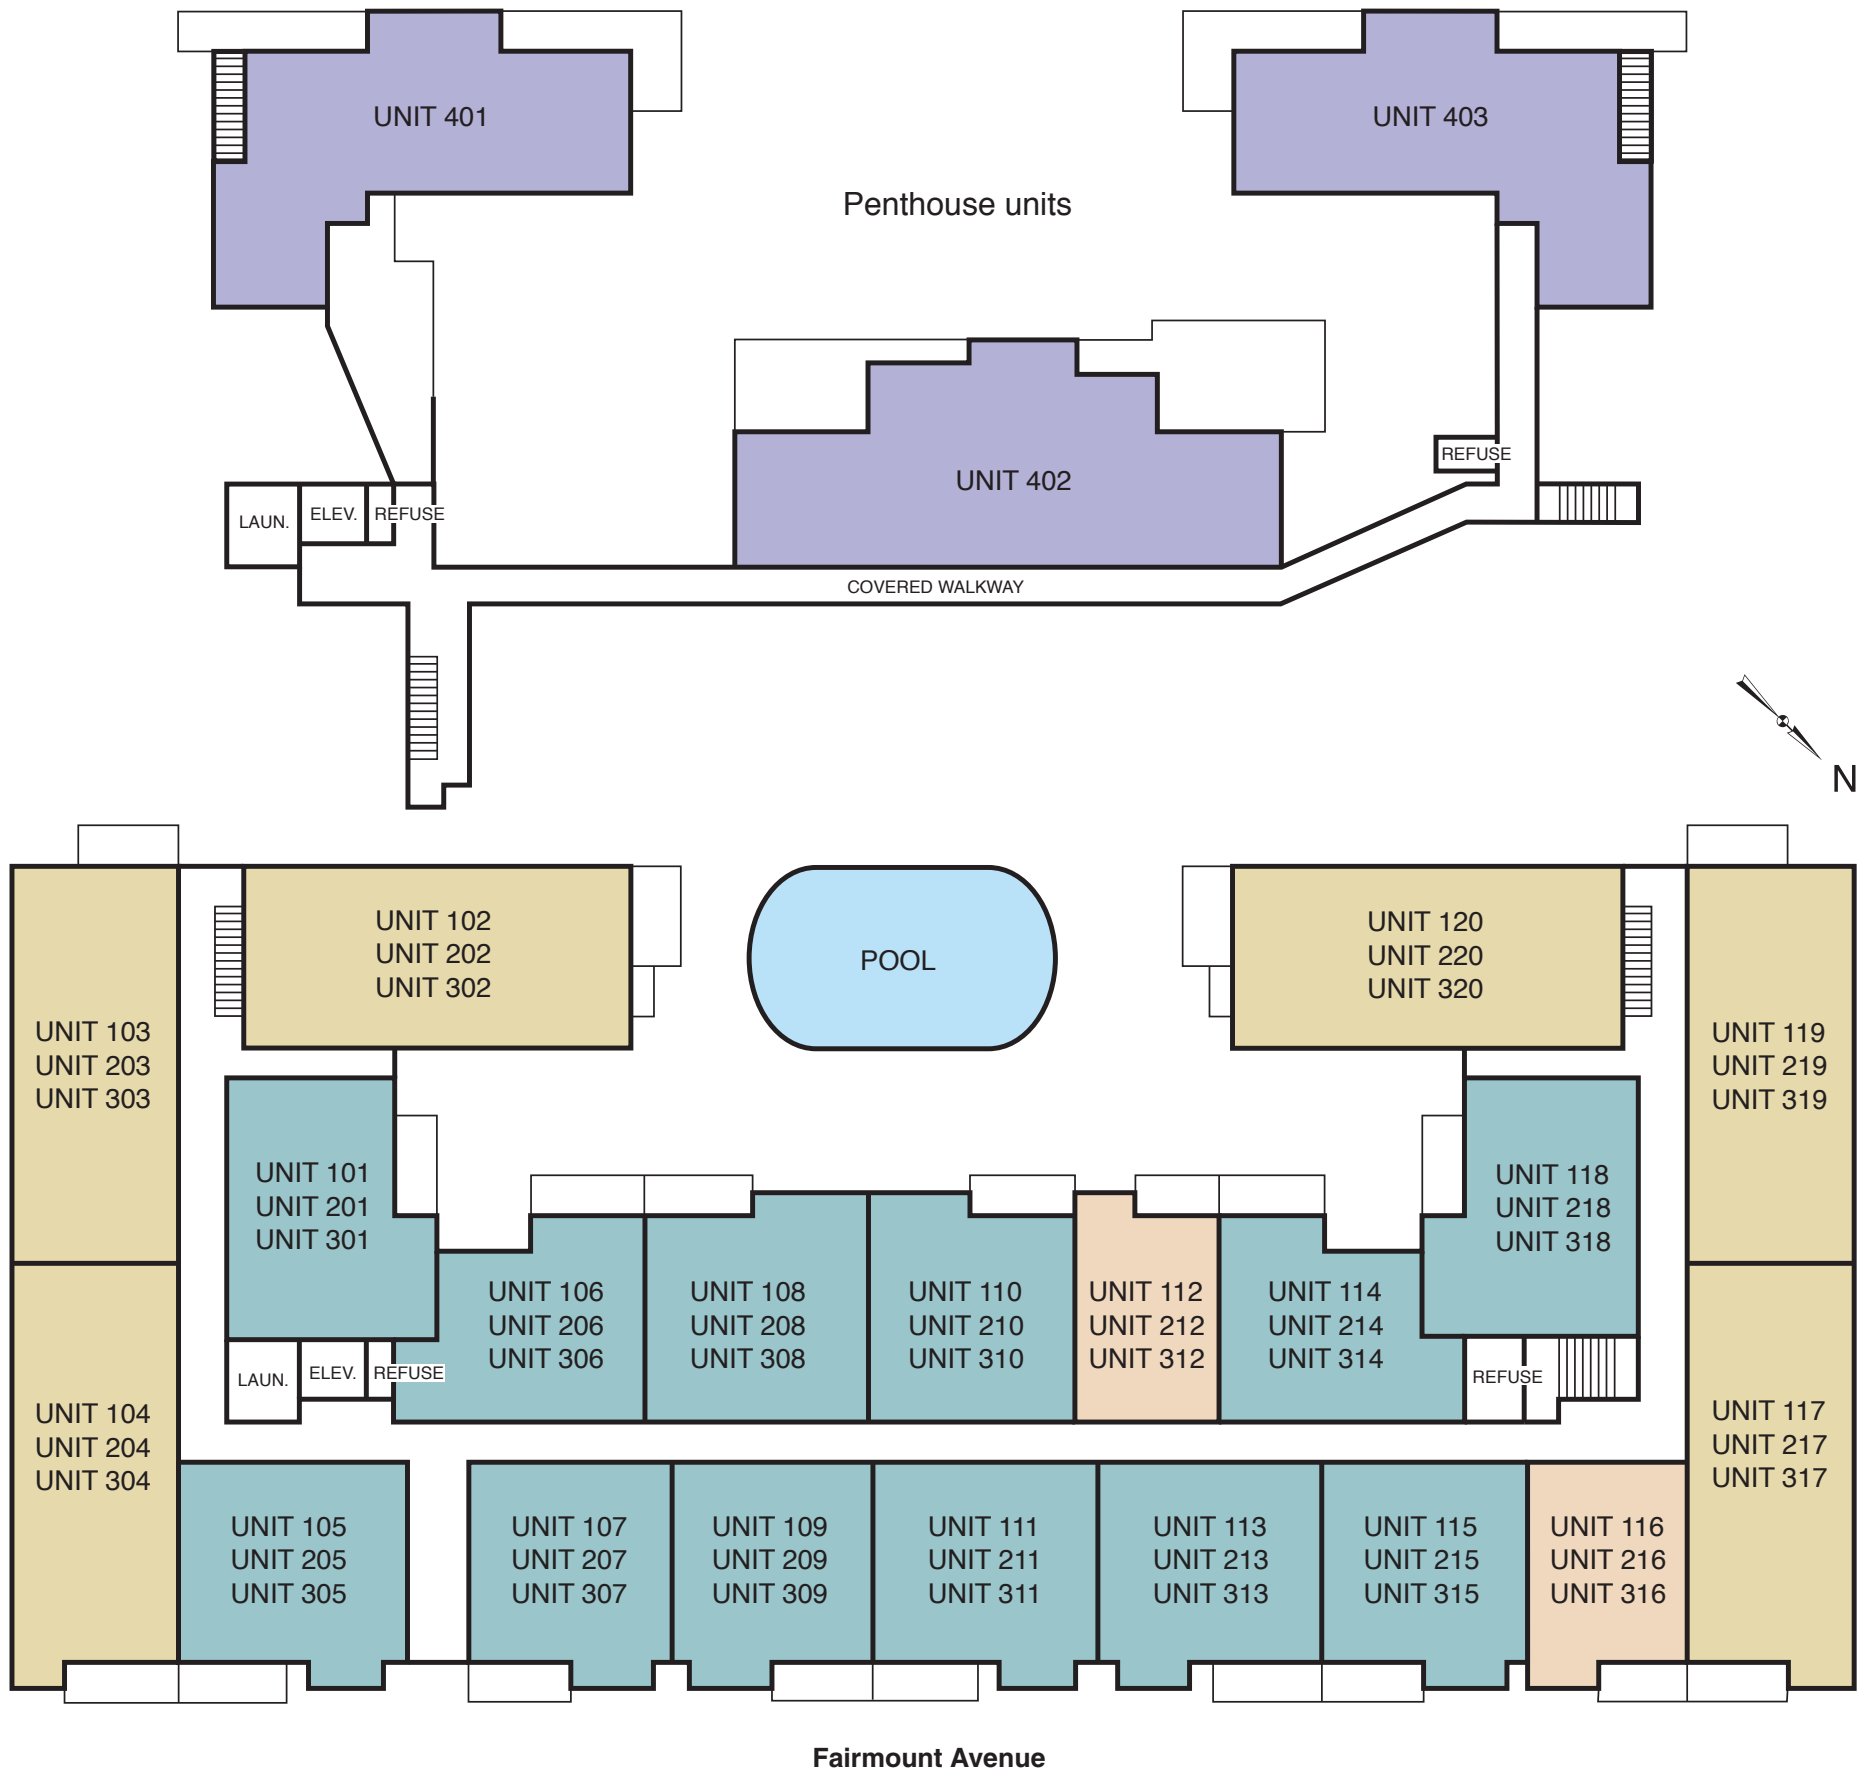 UNIT 401
UNIT 403
Penthouse units
REFUSE
UNIT 402
LAUN.
ELEV.
REFUSE
COVERED WALKWAY
N
UNIT 102
UNIT 202
UNIT 302
POOL
UNIT 120
UNIT 220
UNIT 320
UNIT 103
UNIT 203
UNIT 303
UNIT 119
UNIT 219
UNIT 319
UNIT 101
UNIT 201
UNIT 301
UNIT 118
UNIT 218
UNIT 318
UNIT 106
UNIT 206
UNIT 306
UNIT 108
UNIT 208
UNIT 308
UNIT 110
UNIT 210
UNIT 310
UNIT 112
UNIT 212
UNIT 312
UNIT 114
UNIT 214
UNIT 314
LAUN.
ELEV.
REFUSE
REFUSE
UNIT 104
UNIT 204
UNIT 304
UNIT 117
UNIT 217
UNIT 317
UNIT 105
UNIT 205
UNIT 305
UNIT 107
UNIT 207
UNIT 307
UNIT 109
UNIT 209
UNIT 309
UNIT 111
UNIT 211
UNIT 311
UNIT 113
UNIT 213
UNIT 313
UNIT 115
UNIT 215
UNIT 315
UNIT 116
UNIT 216
UNIT 316
Fairmount Avenue